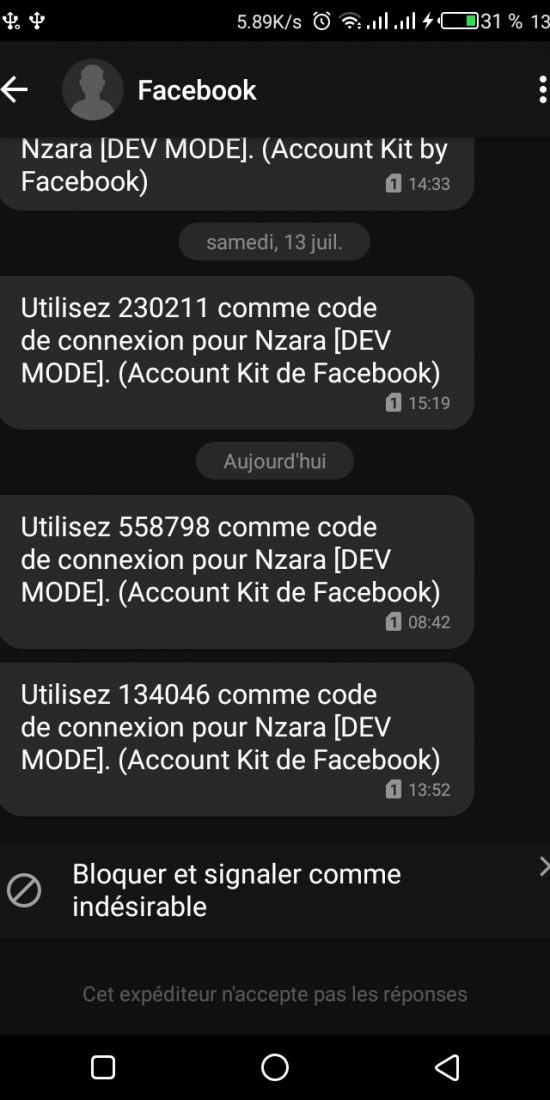 5.89K/s 31 % 13
Facebook
Nzara [DEV MODE]. (Account Kit by
Facebook)
1 14:33
samedi, 13 juil.
Utilisez 230211 comme code
de connexion pour Nzara [DEV
MODE]. (Account Kit de Facebook)
1 15:19
Aujourd'hui
Utilisez 558798 comme code
de connexion pour Nzara [DEV
MODE]. (Account Kit de Facebook)
1 08:42
Utilisez 134046 comme code
de connexion pour Nzara [DEV
MODE]. (Account Kit de Facebook)
1 13:52
Bloquer et signaler comme
indésirable
Cet expéditeur n'accepte pas les réponses